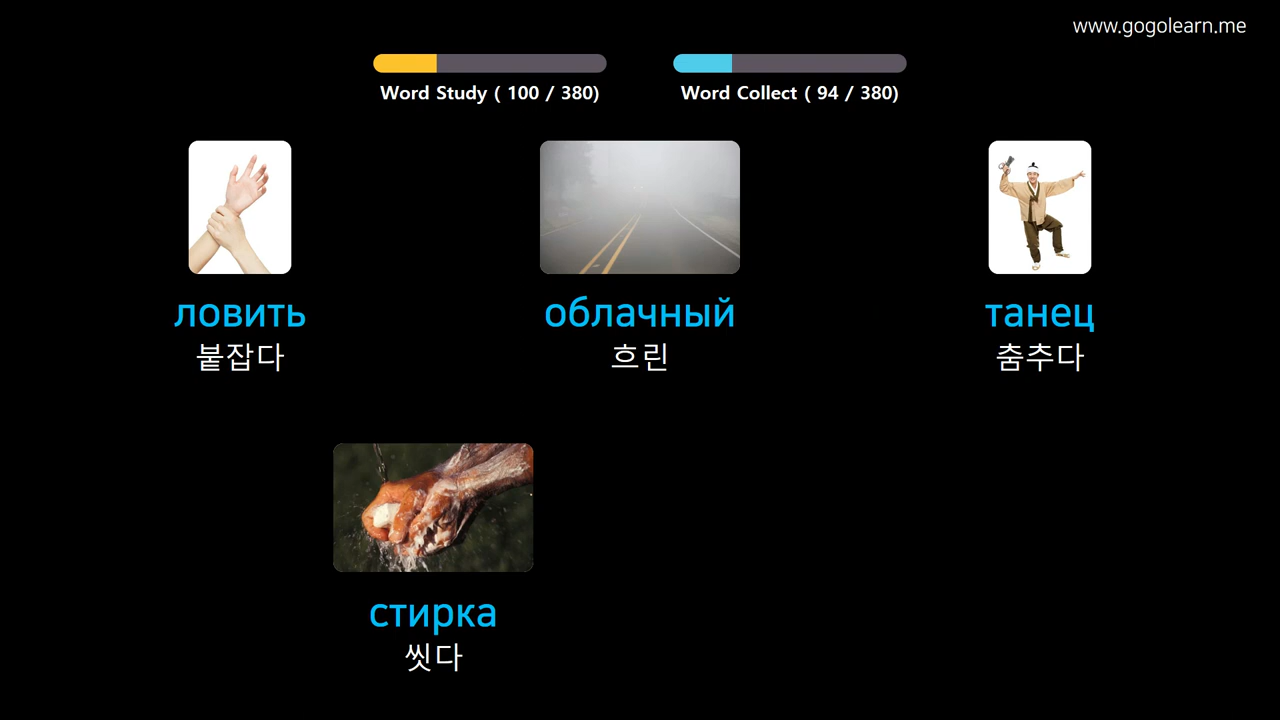 www.gogolearn.me
Word Study ( 100 / 380)
Word Collect ( 94 / 380)
ловить
붙잡다
облачный
흐린
танец
춤추다
стирка
씻다